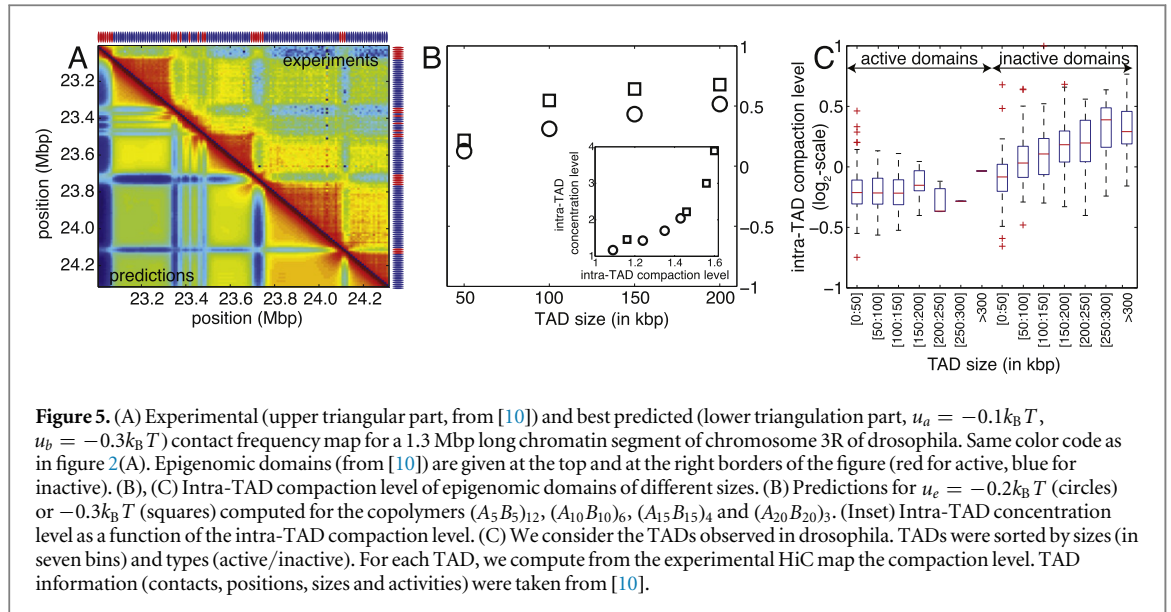 A
experiments
predictions
position (Mbp)
23.2
23.4
23.6
23.8
24.0
24.2
23.2 23.4 23.6 23.8 24.0 24.2
position (Mbp)
B
1
0.5
0
−0.5
−1
50 100 150 200
TAD size (in kbp)
intra-TAD
concentration level
4
3
2
1
1 1.2 1.4 1.6
intra-TAD compaction level
C
active domains inactive domains
intra-TAD compaction level
(log2-scale)
1
0.5
0
−0.5
−1
[0:50] [50:100] [100:150] [150:200] [200:250] [250:300] >300 [0:50] [50:100] [100:150] [150:200] [200:250] [250:300] >300
TAD size (in kbp)
Figure 5. (A) Experimental (upper triangular part, from [10]) and best predicted (lower triangulation part, u_a = −0.1k_BT,
u_b = −0.3k_BT) contact frequency map for a 1.3 Mbp long chromatin segment of chromosome 3R of drosophila. Same color code as
in figure 2(A). Epigenomic domains (from [10]) are given at the top and at the right borders of the figure (red for active, blue for
inactive). (B), (C) Intra-TAD compaction level of epigenomic domains of different sizes. (B) Predictions for u_e = −0.2k_BT (circles)
or −0.3k_BT (squares) computed for the copolymers (A₅B₅)₁₂, (A₁₀B₁₀)₆, (A₁₅B₁₅)₄ and (A₂₀B₂₀)₃. (Inset) Intra-TAD concentration
level as a function of the intra-TAD compaction level. (C) We consider the TADs observed in drosophila. TADs were sorted by sizes (in
seven bins) and types (active/inactive). For each TAD, we compute from the experimental HiC map the compaction level. TAD
information (contacts, positions, sizes and activities) were taken from [10].